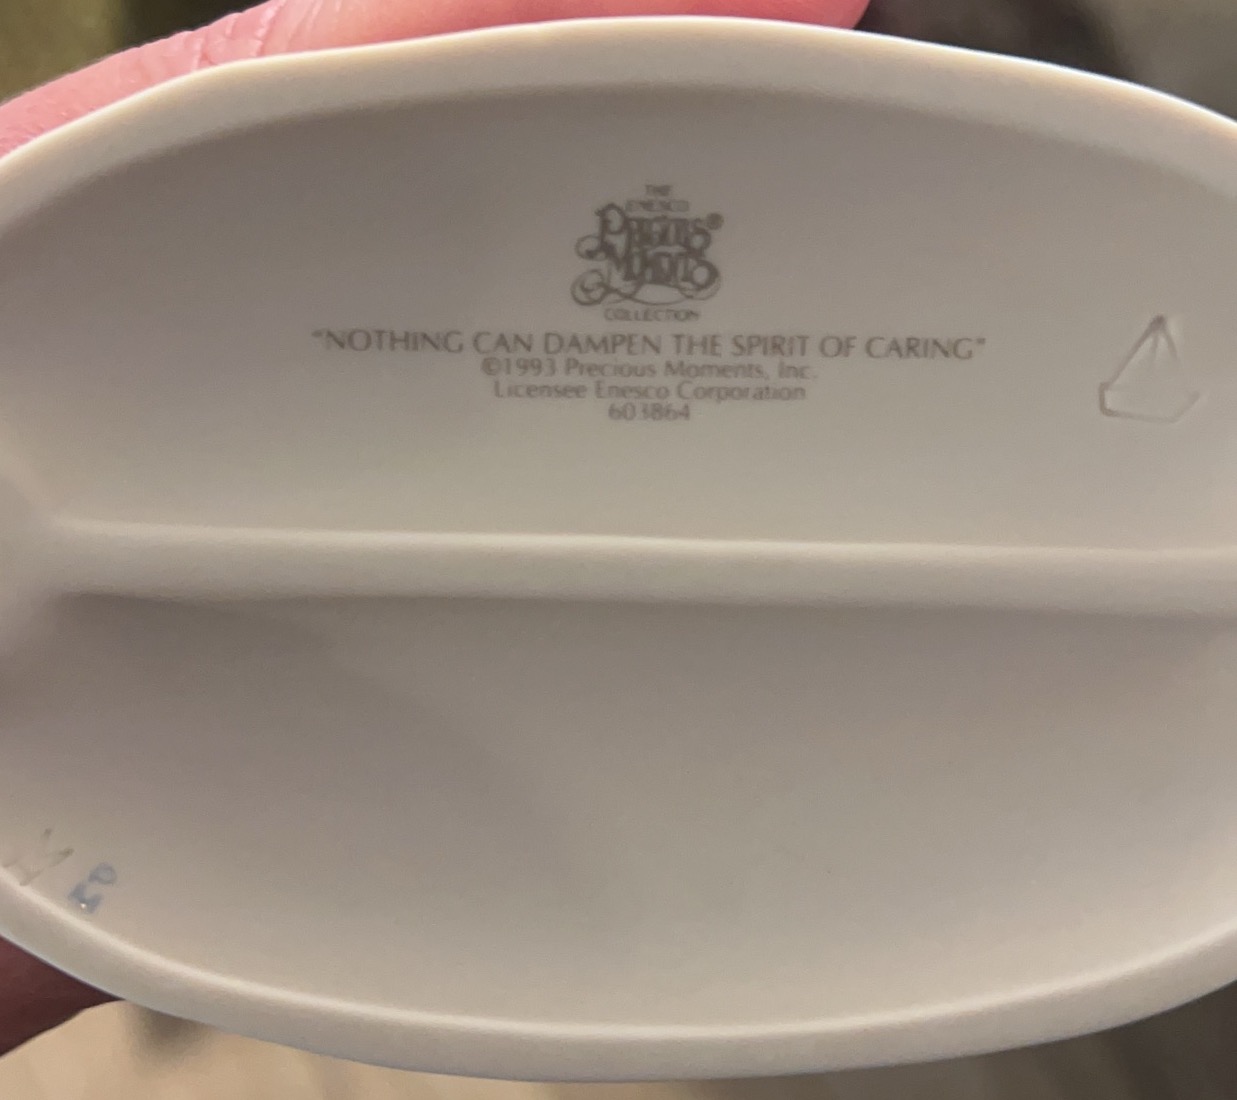 THE
ENESCO
PRECIOUS®
MOMENTS
COLLECTION
"NOTHING CAN DAMPEN THE SPIRIT OF CARING"
©1993 Precious Moments, Inc.
Licensee Enesco Corporation
603864